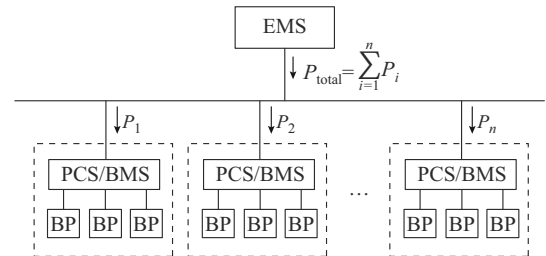 EMS
P_total = ∑_{i=1}^{n} P_i
P_1 P_2 P_n
PCS/BMS PCS/BMS … PCS/BMS
BP BP BP BP BP BP BP BP BP